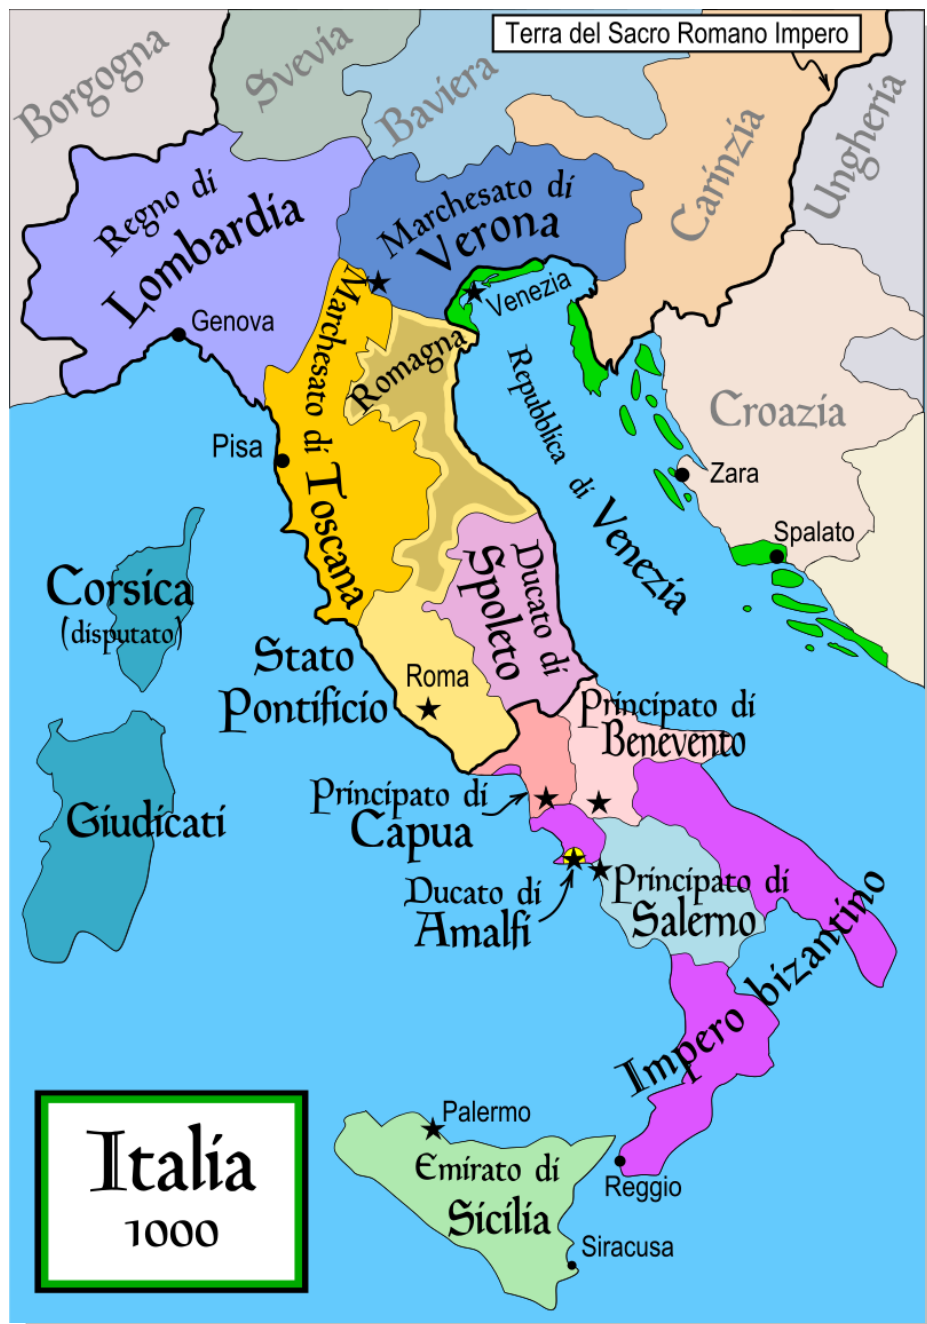 Terra del Sacro Romano Impero
Borgogna
Svevia
Baviera
Carinzia
Ungheria
Regno di
Lombardia
Marchesato di
Verona
Genova
Venezia
Marchesato di Toscana
Romagna
Repubblica di Venezia
Croazia
Pisa
Zara
Spalato
Ducato di
Spoleto
Corsica
(disputato)
Stato
Pontificio
Roma
Principato di
Benevento
Giudicati
Principato di
Capua
Ducato di
Amalfi
Principato di
Salerno
Impero bizantino
Palermo
Emirato di
Sicilia
Reggio
Siracusa
Italia
1000